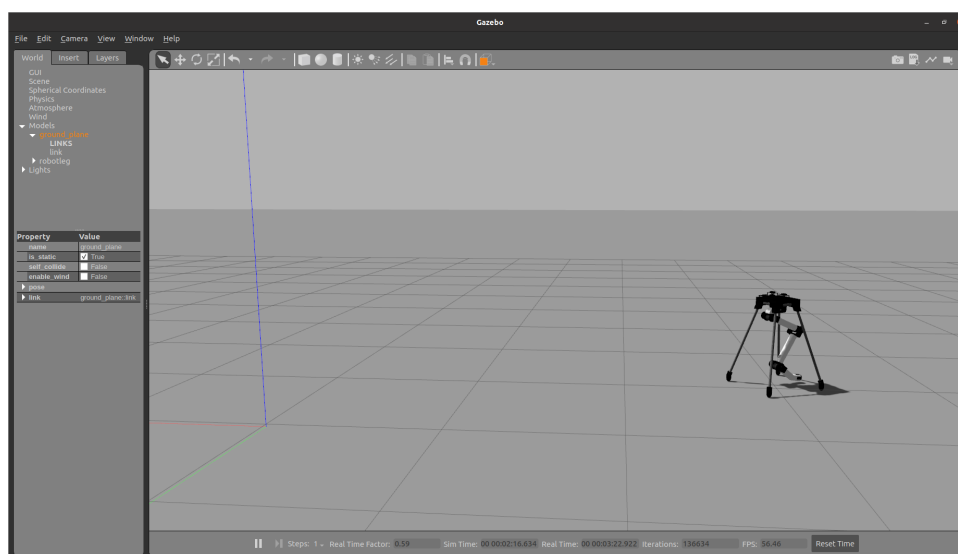 Gazebo
File Edit Camera View Window Help
World Insert Layers
GUI
Scene
Spherical Coordinates
Physics
Atmosphere
Wind
Models
ground_plane
LINKS
link
robotleg
Lights
Property Value
name ground_plane
is_static True
self_collide False
enable_wind False
pose
link ground_plane::link
Steps: 1 Real Time Factor: 0.59 Sim Time: 00 00:02:16.634 Real Time: 00 00:03:22.922 Iterations: 136634 FPS: 56.46 Reset Time